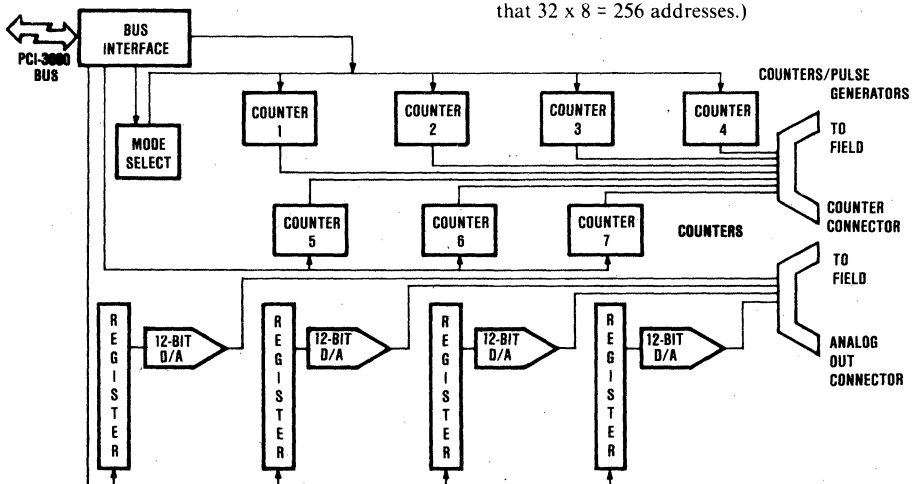 that 32 x 8 = 256 addresses.)
BUS
INTERFACE
PCI-3000
BUS
COUNTERS/PULSE
GENERATORS
COUNTER
1
COUNTER
2
COUNTER
3
COUNTER
4
TO
FIELD
MODE
SELECT
COUNTER
5
COUNTER
6
COUNTER
7
COUNTERS
COUNTER
CONNECTOR
TO
FIELD
REGISTER
12-BIT
D/A
REGISTER
12-BIT
D/A
REGISTER
12-BIT
D/A
REGISTER
12-BIT
D/A
ANALOG
OUT
CONNECTOR